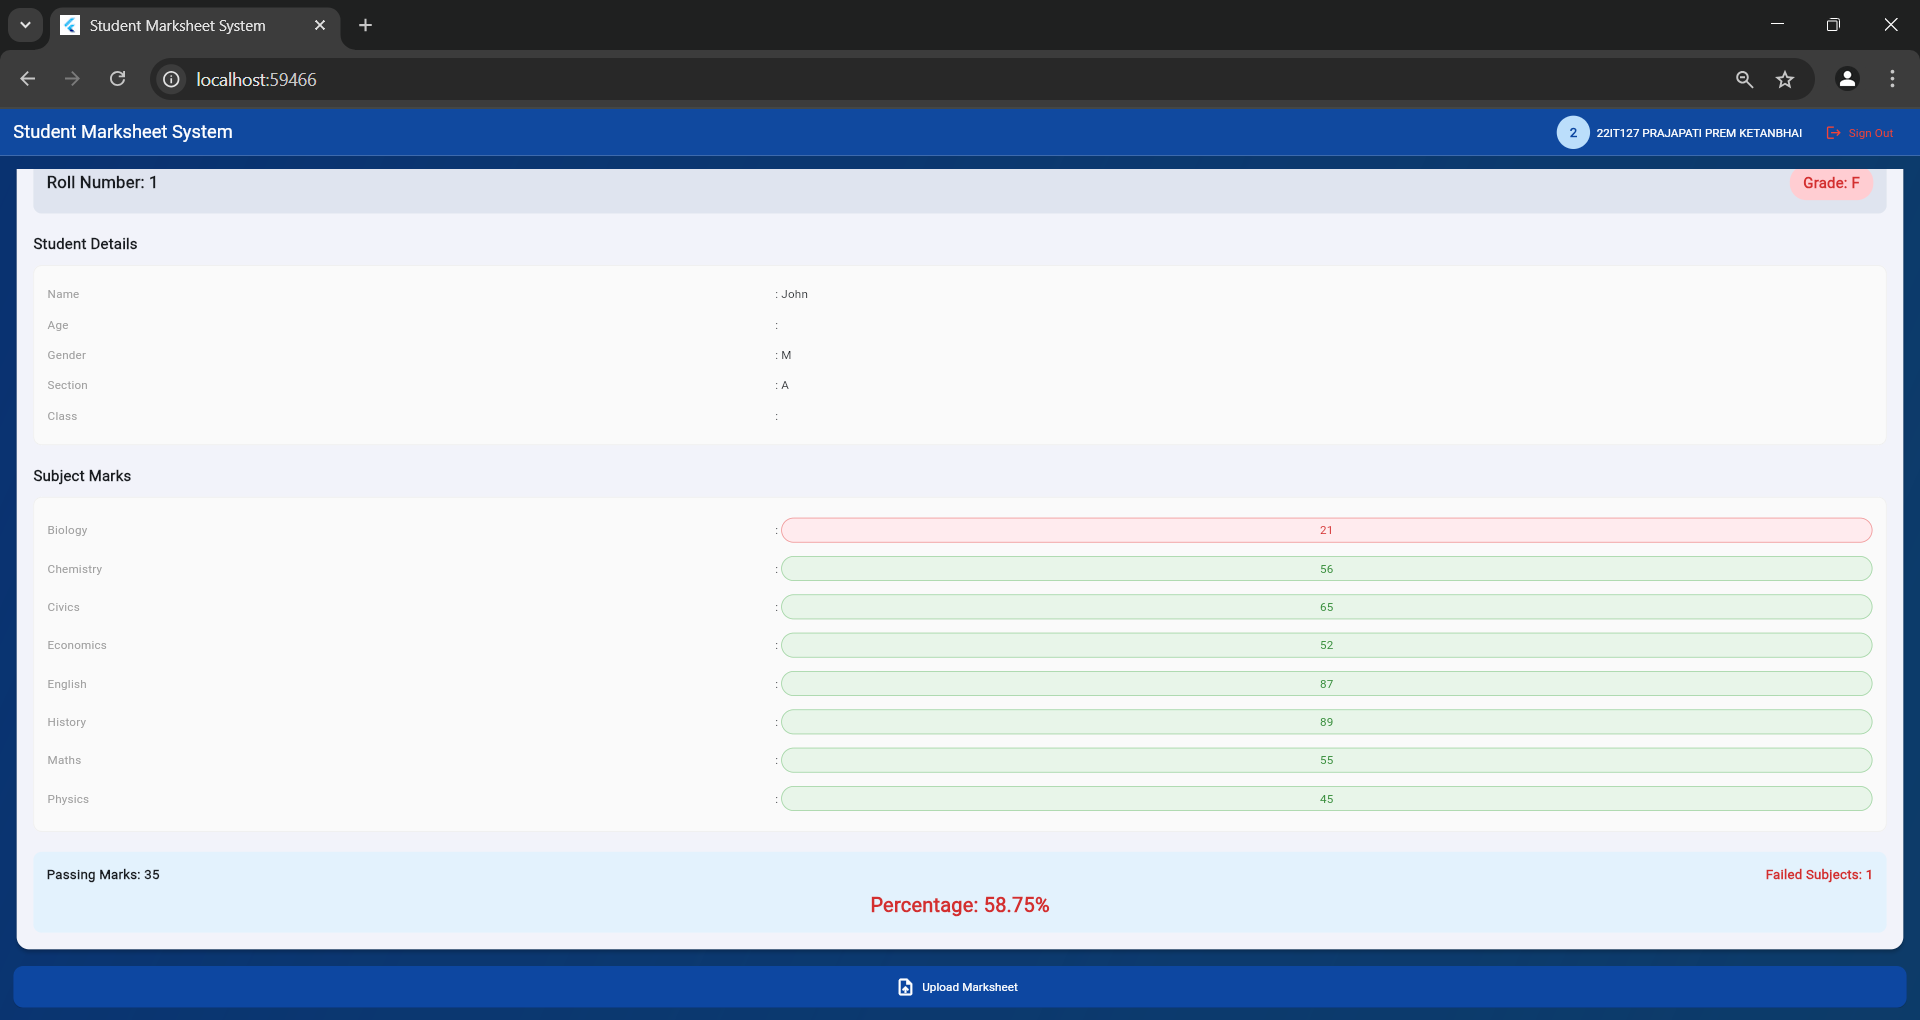 Student Marksheet System
localhost:59466
Student Marksheet System
2 22IT127 PRAJAPATI PREM KETANBHAI Sign Out
Roll Number: 1 Grade: F
Student Details
Name : John
Age :
Gender : M
Section : A
Class :
Subject Marks
Biology : 21
Chemistry : 56
Civics : 65
Economics : 52
English : 87
History : 89
Maths : 55
Physics : 45
Passing Marks: 35 Failed Subjects: 1
Percentage: 58.75%
Upload Marksheet